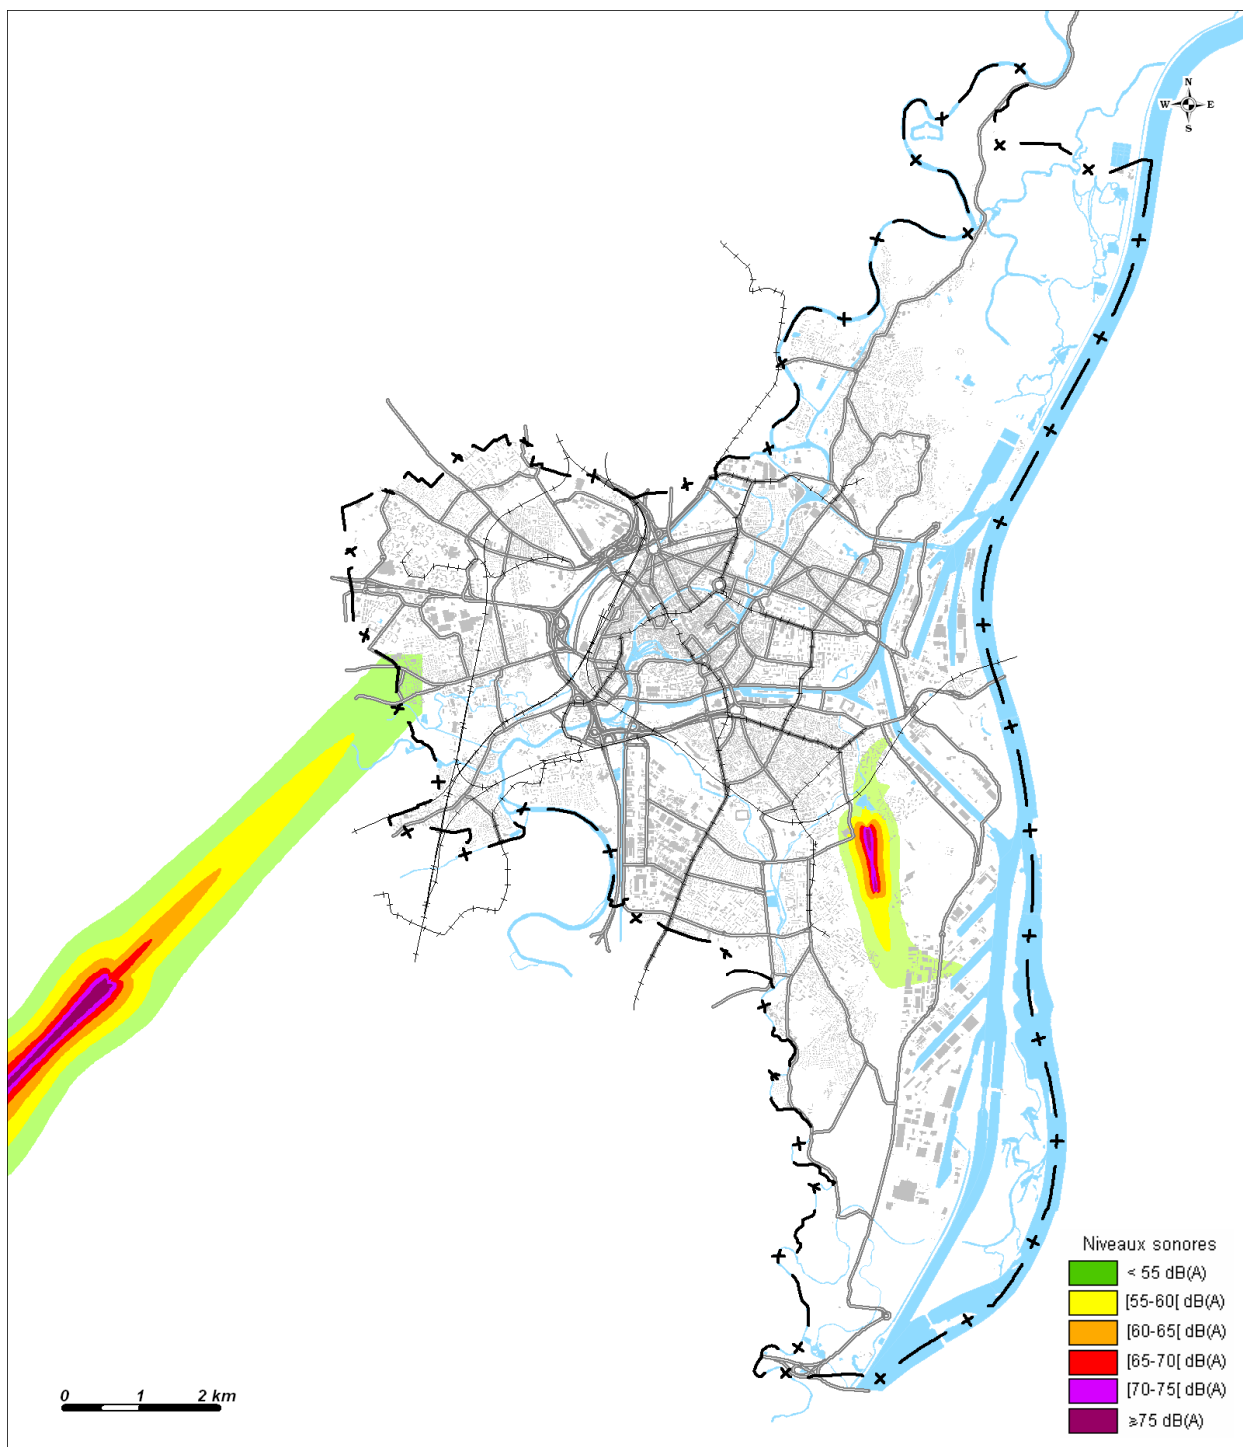 N
W E
S
Niveaux sonores
< 55 dB(A)
[55-60[ dB(A)
[60-65[ dB(A)
[65-70[ dB(A)
[70-75[ dB(A)
⩾75 dB(A)
0 1 2 km